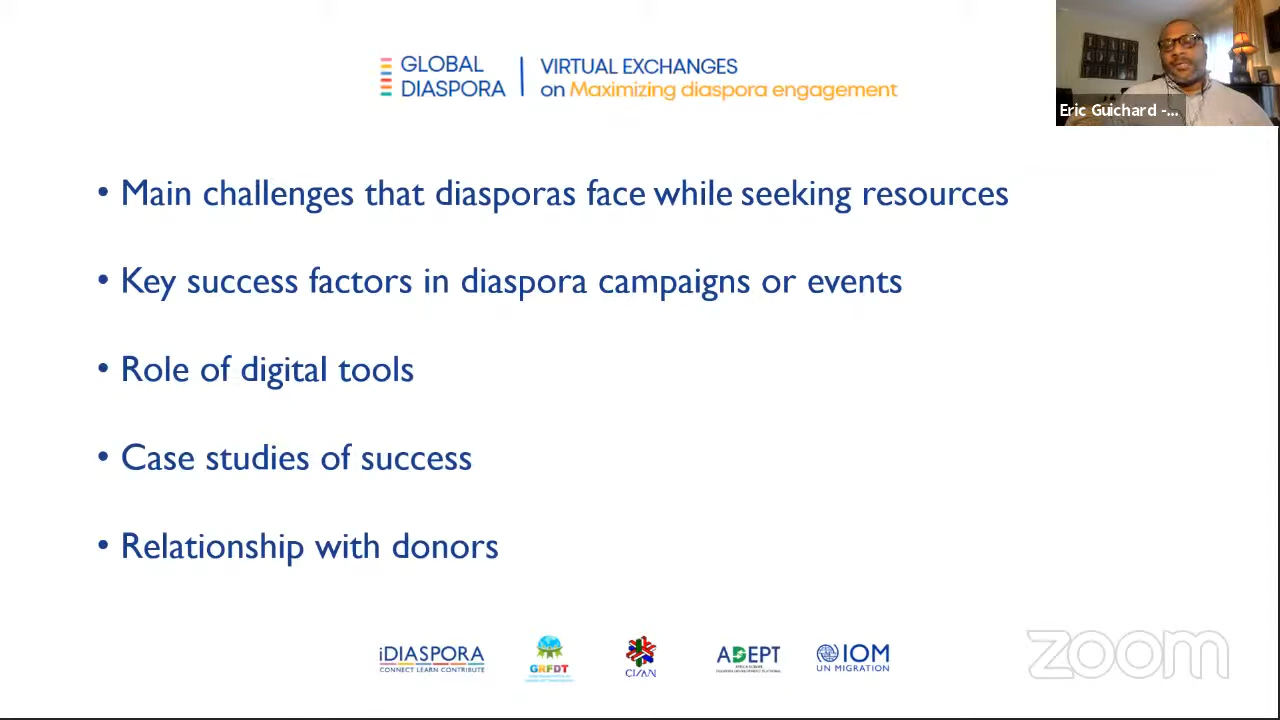 GLOBAL
DIASPORA
VIRTUAL EXCHANGES
on Maximizing diaspora engagement
Eric Guichard -...
• Main challenges that diasporas face while seeking resources
• Key success factors in diaspora campaigns or events
• Role of digital tools
• Case studies of success
• Relationship with donors
iDIASPORA
CONNECT LEARN CONTRIBUTE
GRFDT
ADEPT
IOM
UN MIGRATION
zoom